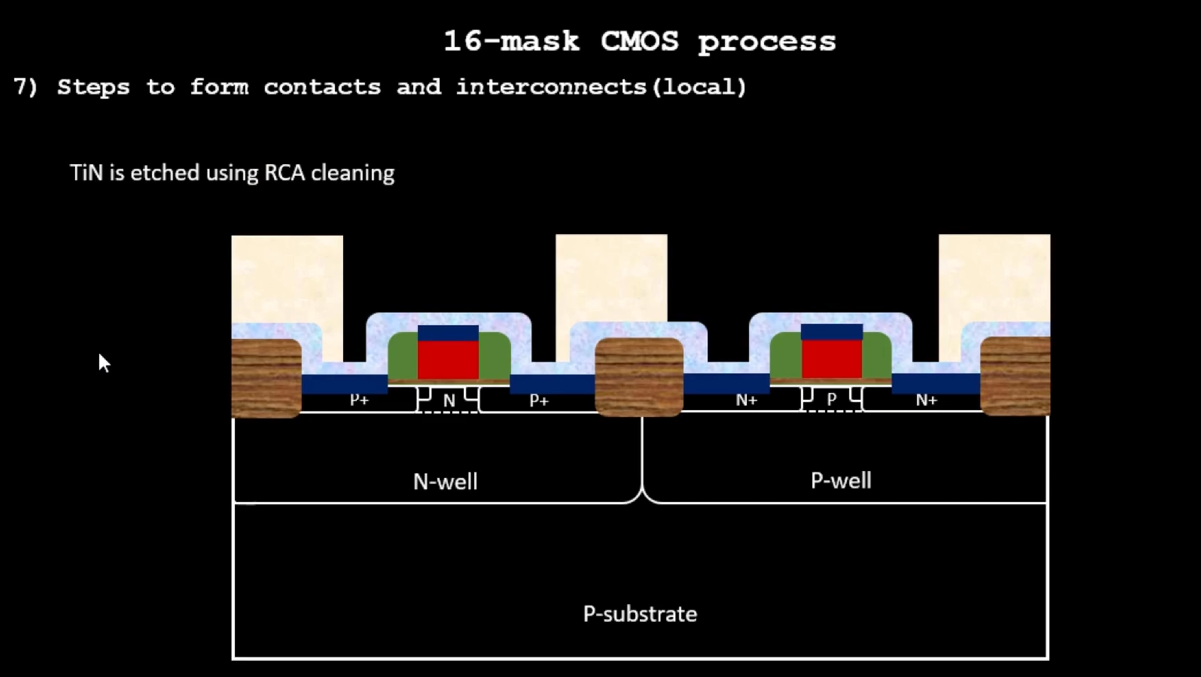 16-mask CMOS process
7) Steps to form contacts and interconnects(local)
TiN is etched using RCA cleaning
P+ N P+ N+ P N+
N-well P-well
P-substrate